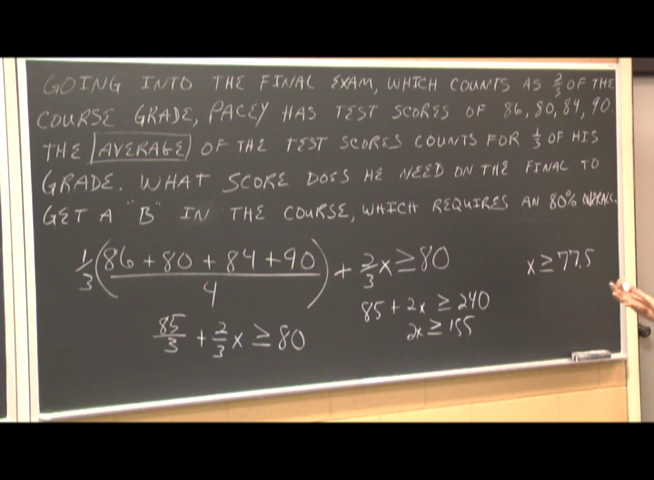 GOING INTO THE FINAL EXAM, WHICH COUNTS AS 2/3 OF THE
COURSE GRADE, PACEY HAS TEST SCORES OF 86, 80, 84, 90.
THE AVERAGE OF THE TEST SCORES COUNTS FOR 1/3 OF HIS
GRADE. WHAT SCORE DOES HE NEED ON THE FINAL TO
GET A "B" IN THE COURSE, WHICH REQUIRES AN 80% OVERALL.
1/3 ((86 + 80 + 84 + 90)/4) + 2/3 x ≥ 80
85/3 + 2/3 x ≥ 80
85 + 2x ≥ 240
2x ≥ 155
x ≥ 77.5